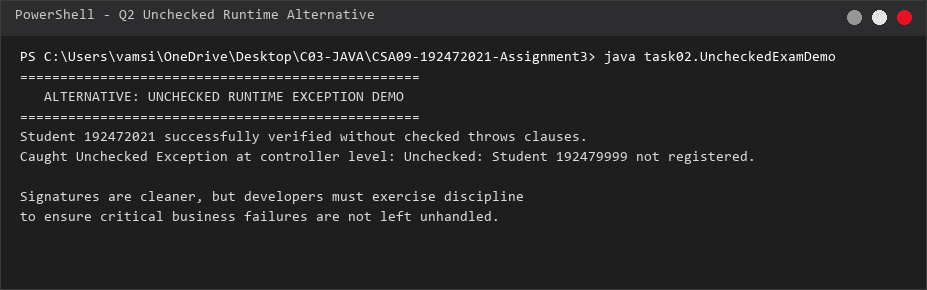 PowerShell - Q2 Unchecked Runtime Alternative
PS C:\Users\vamsi\OneDrive\Desktop\C03-JAVA\CSA09-192472021-Assignment3> java task02.UncheckedExamDemo
==================================================
ALTERNATIVE: UNCHECKED RUNTIME EXCEPTION DEMO
==================================================
Student 192472021 successfully verified without checked throws clauses.
Caught Unchecked Exception at controller level: Unchecked: Student 192479999 not registered.
Signatures are cleaner, but developers must exercise discipline
to ensure critical business failures are not left unhandled.